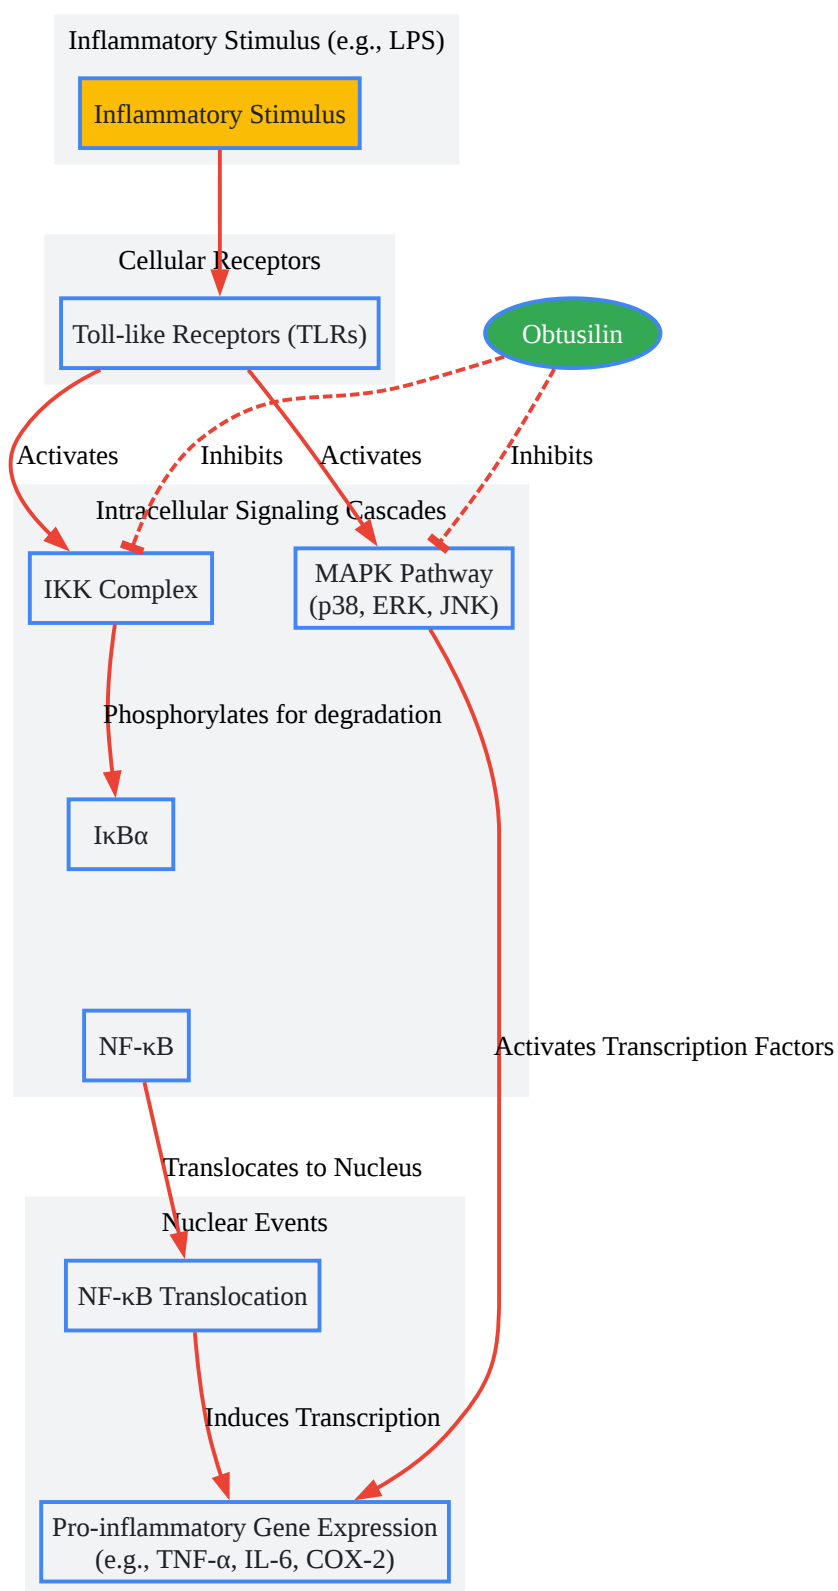 Inflammatory Stimulus (e.g., LPS)
Inflammatory Stimulus
Cellular Receptors
Toll-like Receptors (TLRs)
Obtusilin
Activates
Inhibits
Activates
Inhibits
Intracellular Signaling Cascades
IKK Complex
MAPK Pathway
(p38, ERK, JNK)
Phosphorylates for degradation
IκBα
NF-κB
Activates Transcription Factors
Translocates to Nucleus
Nuclear Events
NF-κB Translocation
Induces Transcription
Pro-inflammatory Gene Expression
(e.g., TNF-α, IL-6, COX-2)